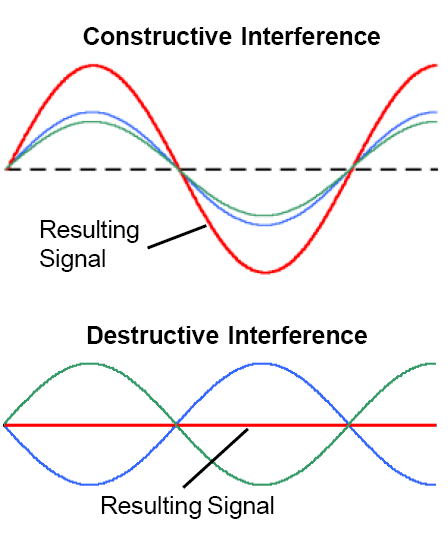 Constructive Interference
Resulting
Signal
Destructive Interference
Resulting Signal